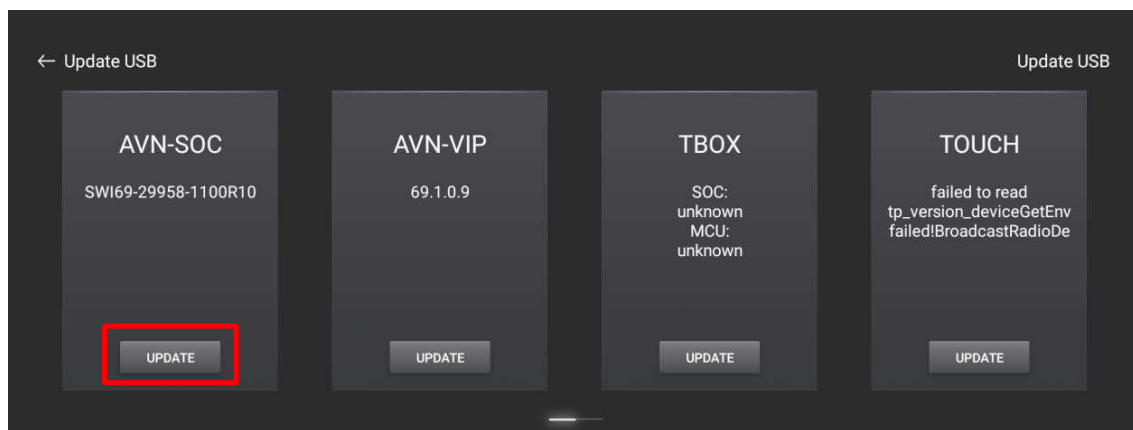 ← Update USB
Update USB
AVN-SOC
SWI69-29958-1100R10
UPDATE
AVN-VIP
69.1.0.9
UPDATE
TBOX
SOC:
unknown
MCU:
unknown
UPDATE
TOUCH
failed to read
tp_version_deviceGetEnv
failed!BroadcastRadioDe
UPDATE